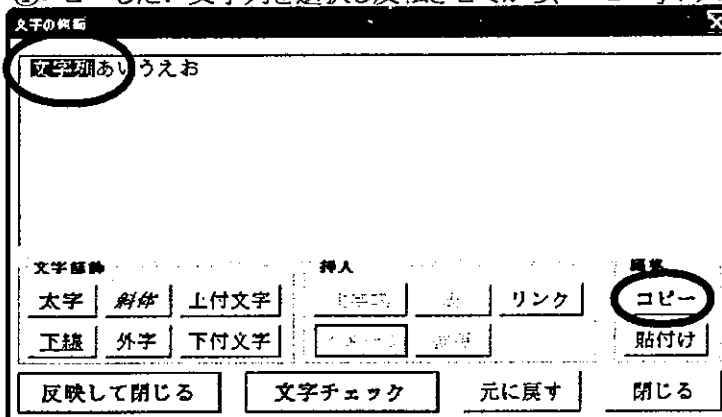 文字の修飾
文字列あいうえお
文字修飾 挿入 編集
太字 斜体 上付文字 リンク コピー
下線 外字 下付文字 貼付け
反映して閉じる 文字チェック 元に戻す 閉じる